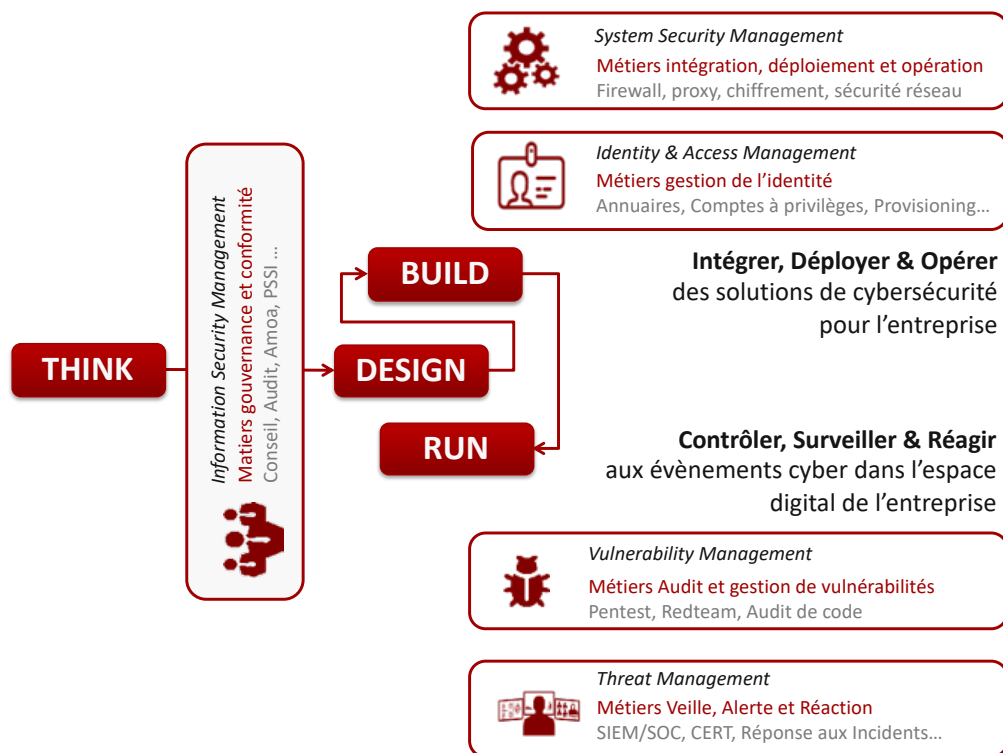 System Security Management
Métiers intégration, déploiement et opération
Firewall, proxy, chiffrement, sécurité réseau
Identity & Access Management
Métiers gestion de l’identité
Annuaires, Comptes à privilèges, Provisioning…
THINK
Information Security Management
Matiers gouvernance et conformité
Conseil, Audit, Amoa, PSSI …
BUILD
DESIGN
RUN
Intégrer, Déployer & Opérer
des solutions de cybersécurité
pour l’entreprise
Contrôler, Surveiller & Réagir
aux évènements cyber dans l’espace
digital de l’entreprise
Vulnerability Management
Métiers Audit et gestion de vulnérabilités
Pentest, Redteam, Audit de code
Threat Management
Métiers Veille, Alerte et Réaction
SIEM/SOC, CERT, Réponse aux Incidents…